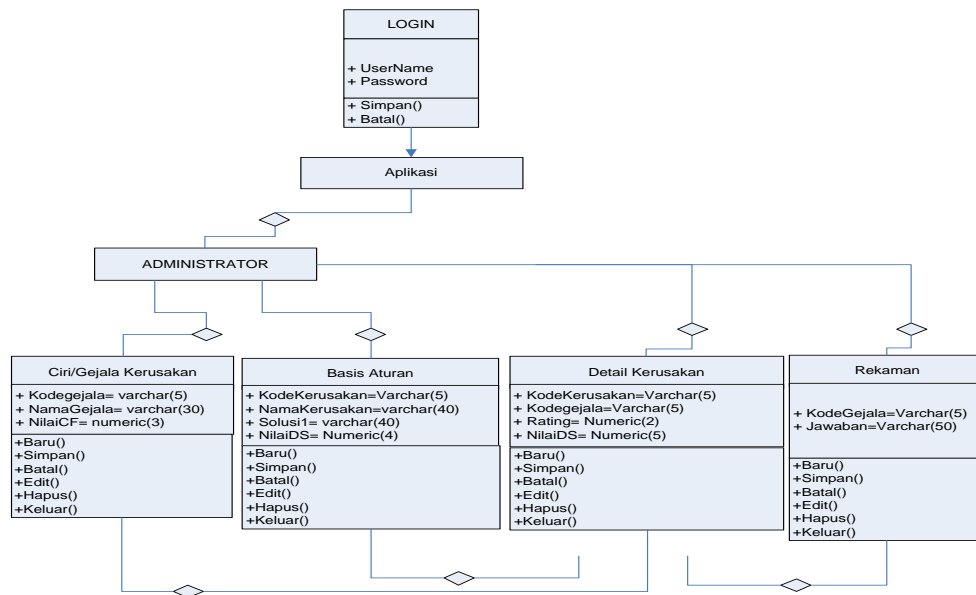 LOGIN
+ UserName
+ Password
+ Simpan()
+ Batal()
Aplikasi
ADMINISTRATOR
Ciri/Gejala Kerusakan
+ Kodegejala= varchar(5)
+ NamaGejala= varchar(30)
+ NilaiCF= numeric(3)
+Baru()
+Simpan()
+Batal()
+Edit()
+Hapus()
+Keluar()
Basis Aturan
+ KodeKerusakan=Varchar(5)
+ NamaKerusakan=varchar(40)
+ Solusi1= varchar(40)
+ NilaiDS= Numeric(4)
+Baru()
+Simpan()
+Batal()
+Edit()
+Hapus()
+Keluar()
Detail Kerusakan
+ KodeKerusakan=Varchar(5)
+ Kodegejala=Varchar(5)
+ Rating= Numeric(2)
+ NilaiDS= Numeric(5)
+Baru()
+Simpan()
+Batal()
+Edit()
+Hapus()
+Keluar()
Rekaman
+ KodeGejala=Varchar(5)
+ Jawaban=Varchar(50)
+Baru()
+Simpan()
+Batal()
+Edit()
+Hapus()
+Keluar()